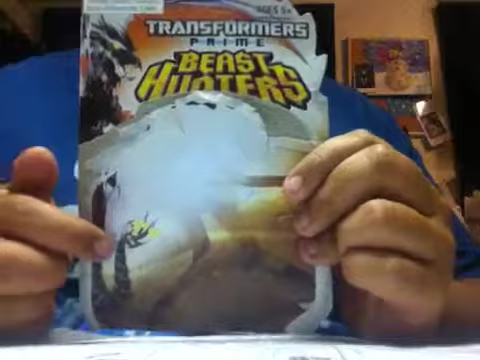 AGES 5+
TRANSFORMERS
PRIME
BEAST
HUNTERS